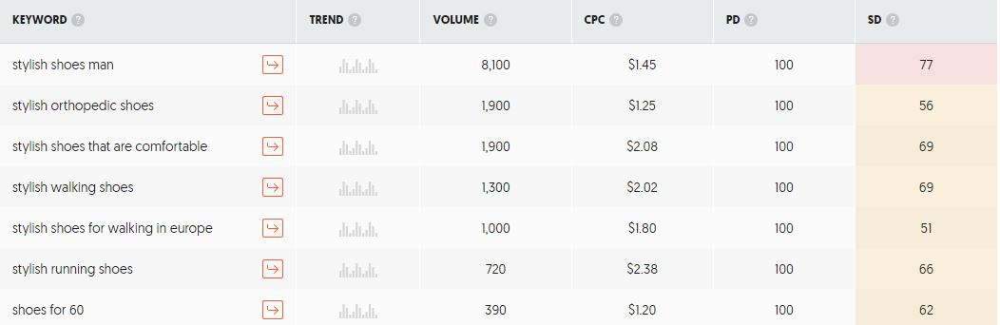 KEYWORD ? TREND ? VOLUME ? CPC ? PD ? SD ?
stylish shoes man 8,100 $1.45 100 77
stylish orthopedic shoes 1,900 $1.25 100 56
stylish shoes that are comfortable 1,900 $2.08 100 69
stylish walking shoes 1,300 $2.02 100 69
stylish shoes for walking in europe 1,000 $1.80 100 51
stylish running shoes 720 $2.38 100 66
shoes for 60 390 $1.20 100 62